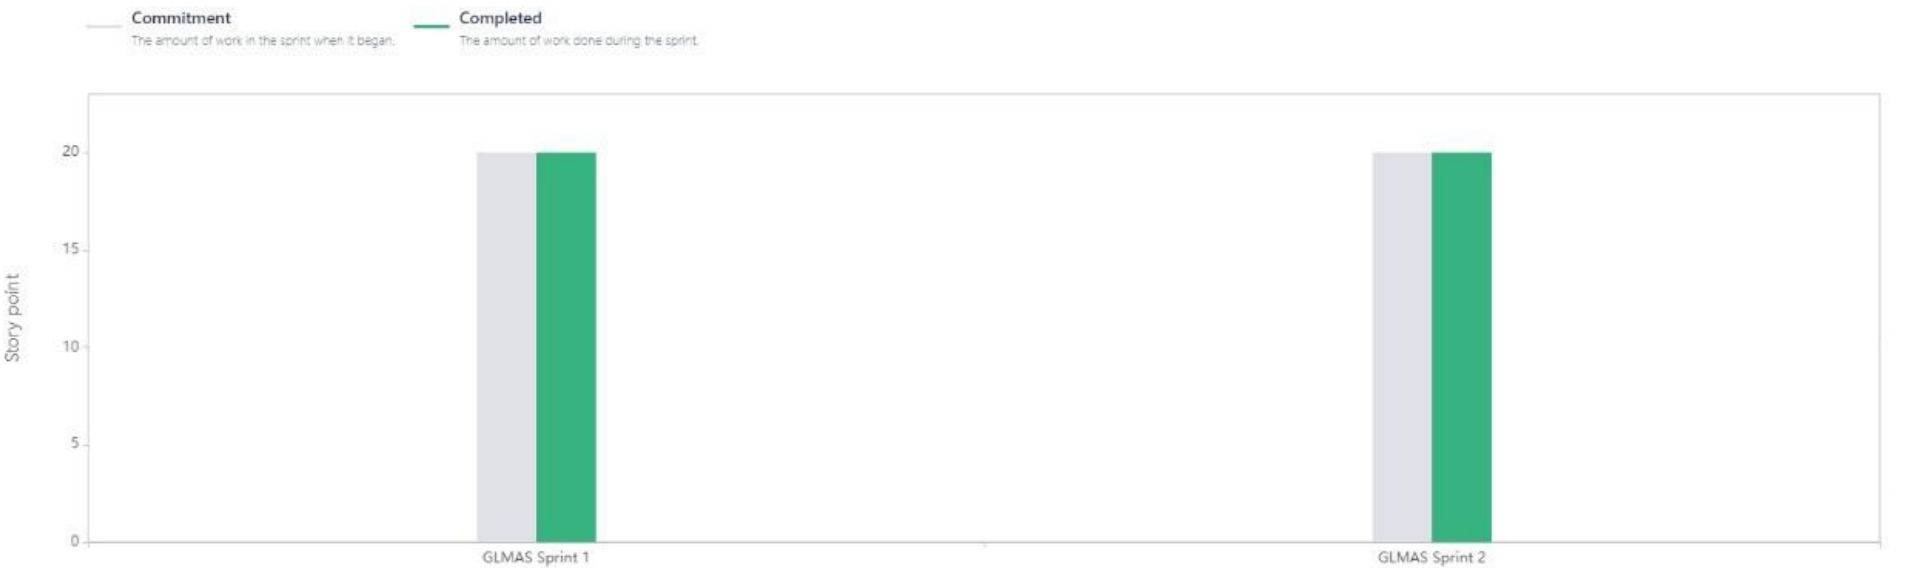 Commitment
The amount of work in the sprint when it began.
Completed
The amount of work done during the sprint.
Story point
20
15
10
5
0
GLMAS Sprint 1
GLMAS Sprint 2